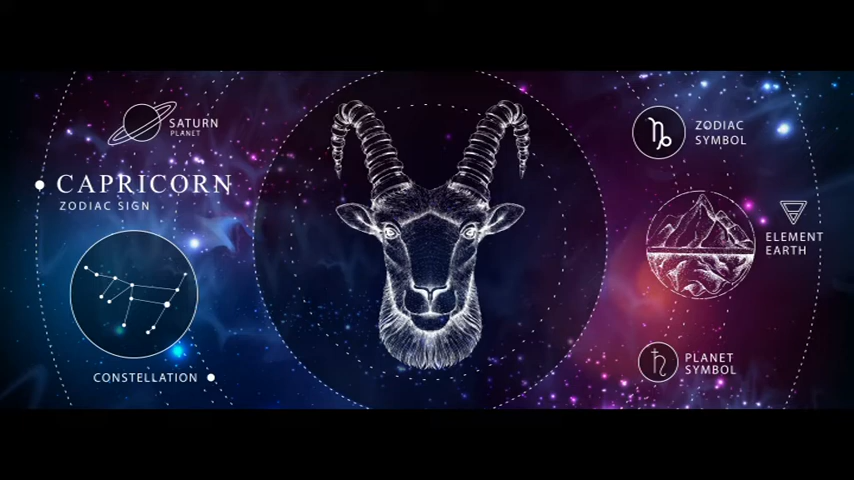 SATURN
PLANET
CAPRICORN
ZODIAC SIGN
CONSTELLATION
ZODIAC
SYMBOL
ELEMENT
EARTH
PLANET
SYMBOL